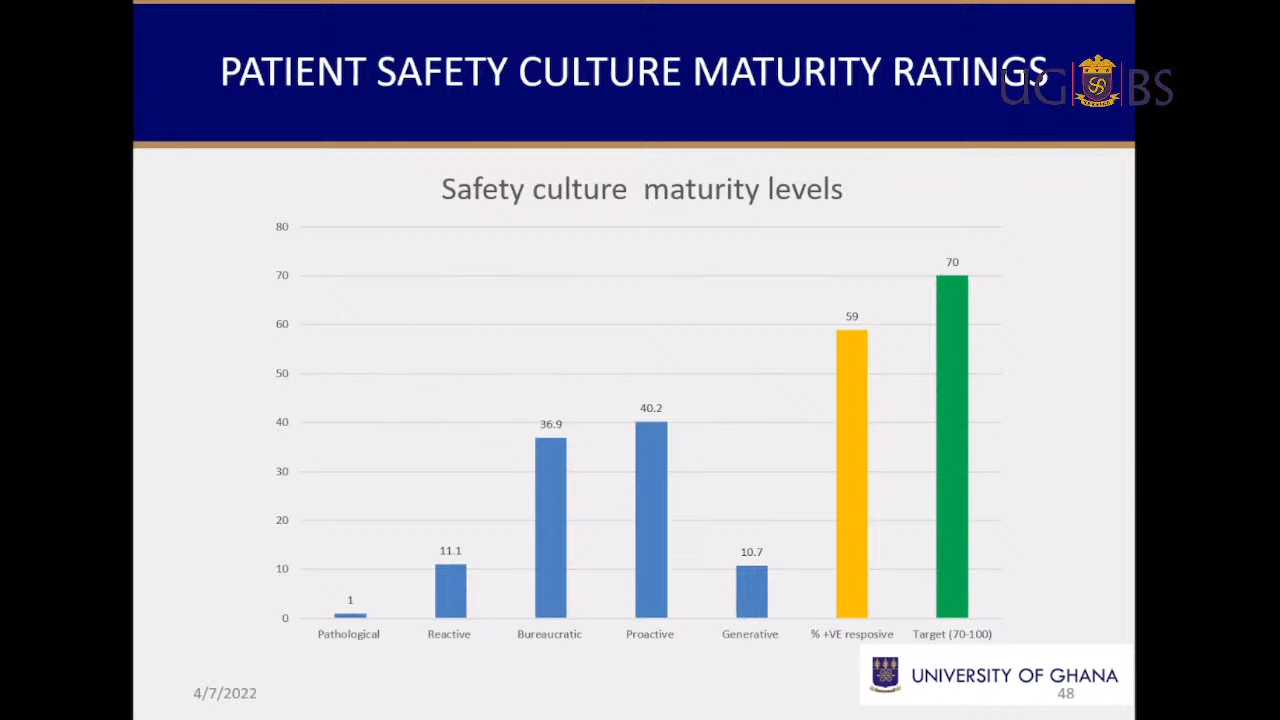 PATIENT SAFETY CULTURE MATURITY RATINGS
UGBS
Safety culture maturity levels
80
70
60
50
40
30
20
10
0
1
11.1
36.9
40.2
10.7
59
70
Pathological
Reactive
Bureaucratic
Proactive
Generative
% +VE resposive
Target (70-100)
UNIVERSITY OF GHANA
4/7/2022
48